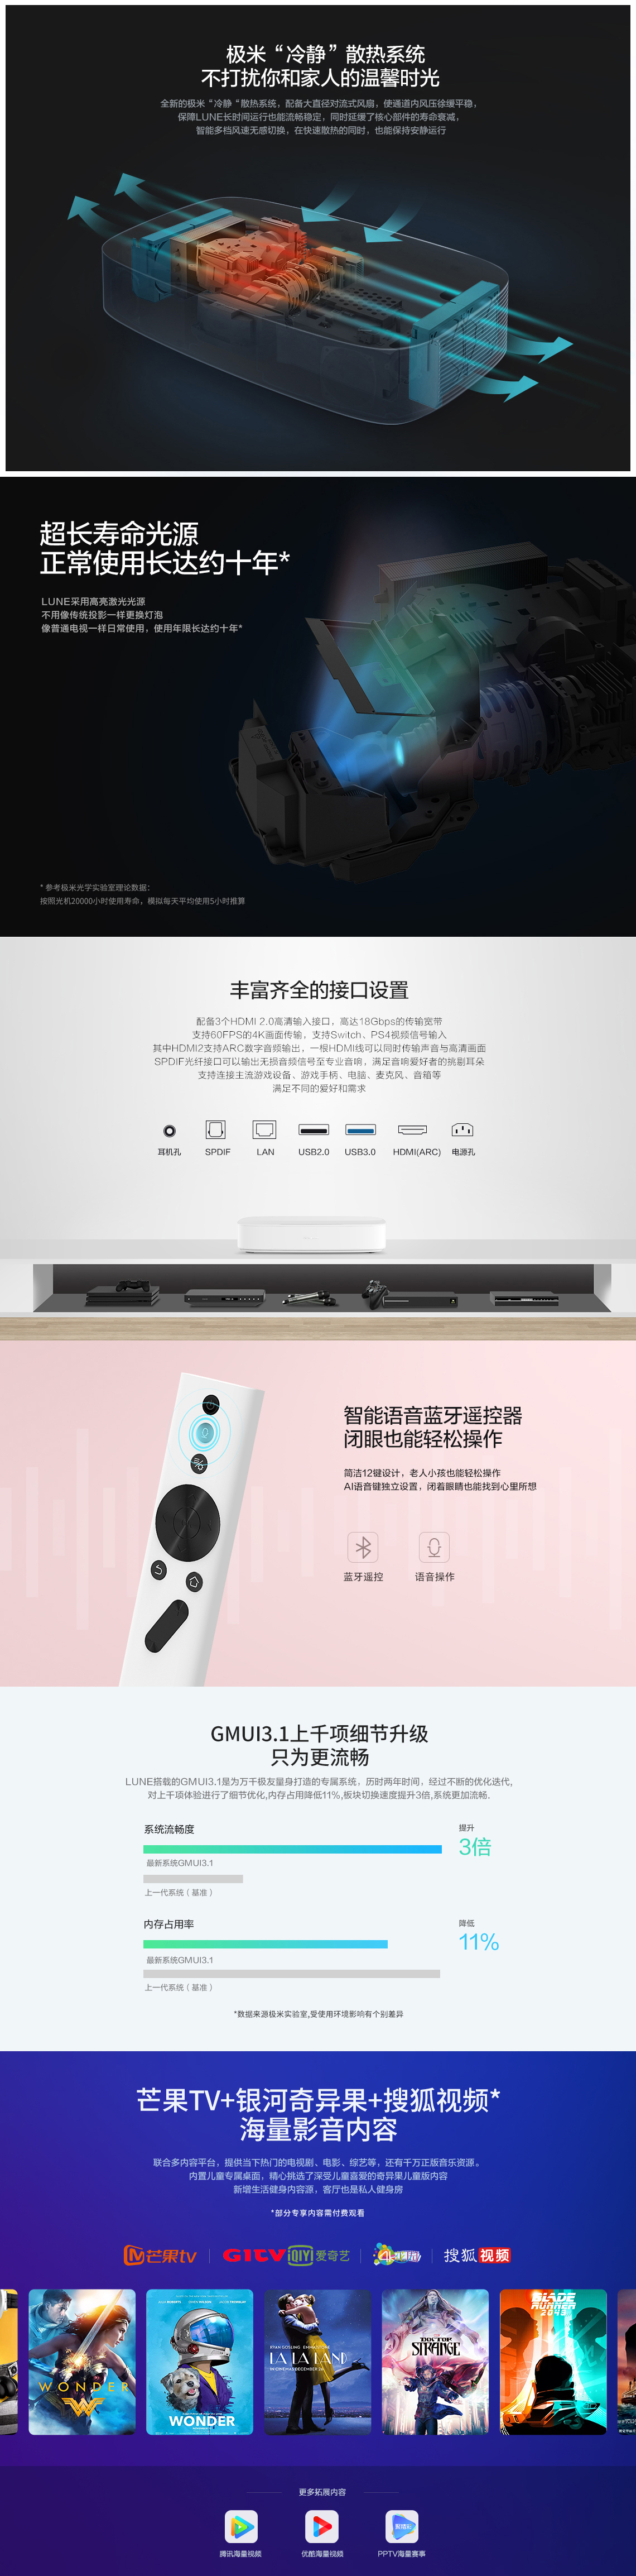 极米“冷静”散热系统
不打扰你和家人的温馨时光
全新的极米“冷静“散热系统，配备大直径对流式风扇，使通道内风压徐缓平稳，
保障LUNE长时间运行也能流畅稳定，同时延缓了核心部件的寿命衰减，
智能多档风速无感切换，在快速散热的同时，也能保持安静运行
超长寿命光源
正常使用长达约十年*
LUNE采用高亮激光光源
不用像传统投影一样更换灯泡
像普通电视一样日常使用，使用年限长达约十年*
* 参考极米光学实验室理论数据：
按照光机20000小时使用寿命，模拟每天平均使用5小时推算
丰富齐全的接口设置
配备3个HDMI 2.0高清输入接口，高达18Gbps的传输宽带
支持60FPS的4K画面传输，支持Switch、PS4视频信号输入
其中HDMI2支持ARC数字音频输出，一根HDMI线可以同时传输声音与高清画面
SPDIF光纤接口可以输出无损音频信号至专业音响，满足音响爱好者的挑剔耳朵
支持连接主流游戏设备、游戏手柄、电脑、麦克风、音箱等
满足不同的爱好和需求
耳机孔 SPDIF LAN USB2.0 USB3.0 HDMI(ARC) 电源孔
智能语音蓝牙遥控器
闭眼也能轻松操作
简洁12键设计，老人小孩也能轻松操作
AI语音键独立设置，闭着眼睛也能找到心里所想
蓝牙遥控 语音操作
GMUI3.1上千项细节升级
只为更流畅
LUNE搭载的GMUI3.1是为万千极友量身打造的专属系统，历时两年时间，经过不断的优化迭代，
对上千项体验进行了细节优化,内存占用降低11%,板块切换速度提升3倍,系统更加流畅.
系统流畅度 提升
3倍
最新系统GMUI3.1
上一代系统（基准）
内存占用率 降低
11%
最新系统GMUI3.1
上一代系统（基准）
*数据来源极米实验室,受使用环境影响有个别差异
芒果TV+银河奇异果+搜狐视频*
海量影音内容
联合多内容平台，提供当下热门的电视剧、电影、综艺等，还有千万正版音乐资源。
内置儿童专属桌面，精心挑选了深受儿童喜爱的奇异果儿童版内容
新增生活健身内容源，客厅也是私人健身房
*部分专享内容需付费观看
芒果tv GITV iQIYI 爱奇艺 搜狐视频
WONDER
WONDER
LA LA LAND
DOCTOR
STRANGE
BLADE
RUNNER
2049
更多拓展内容
聚精彩
腾讯海量视频 优酷海量视频 PPTV海量赛事